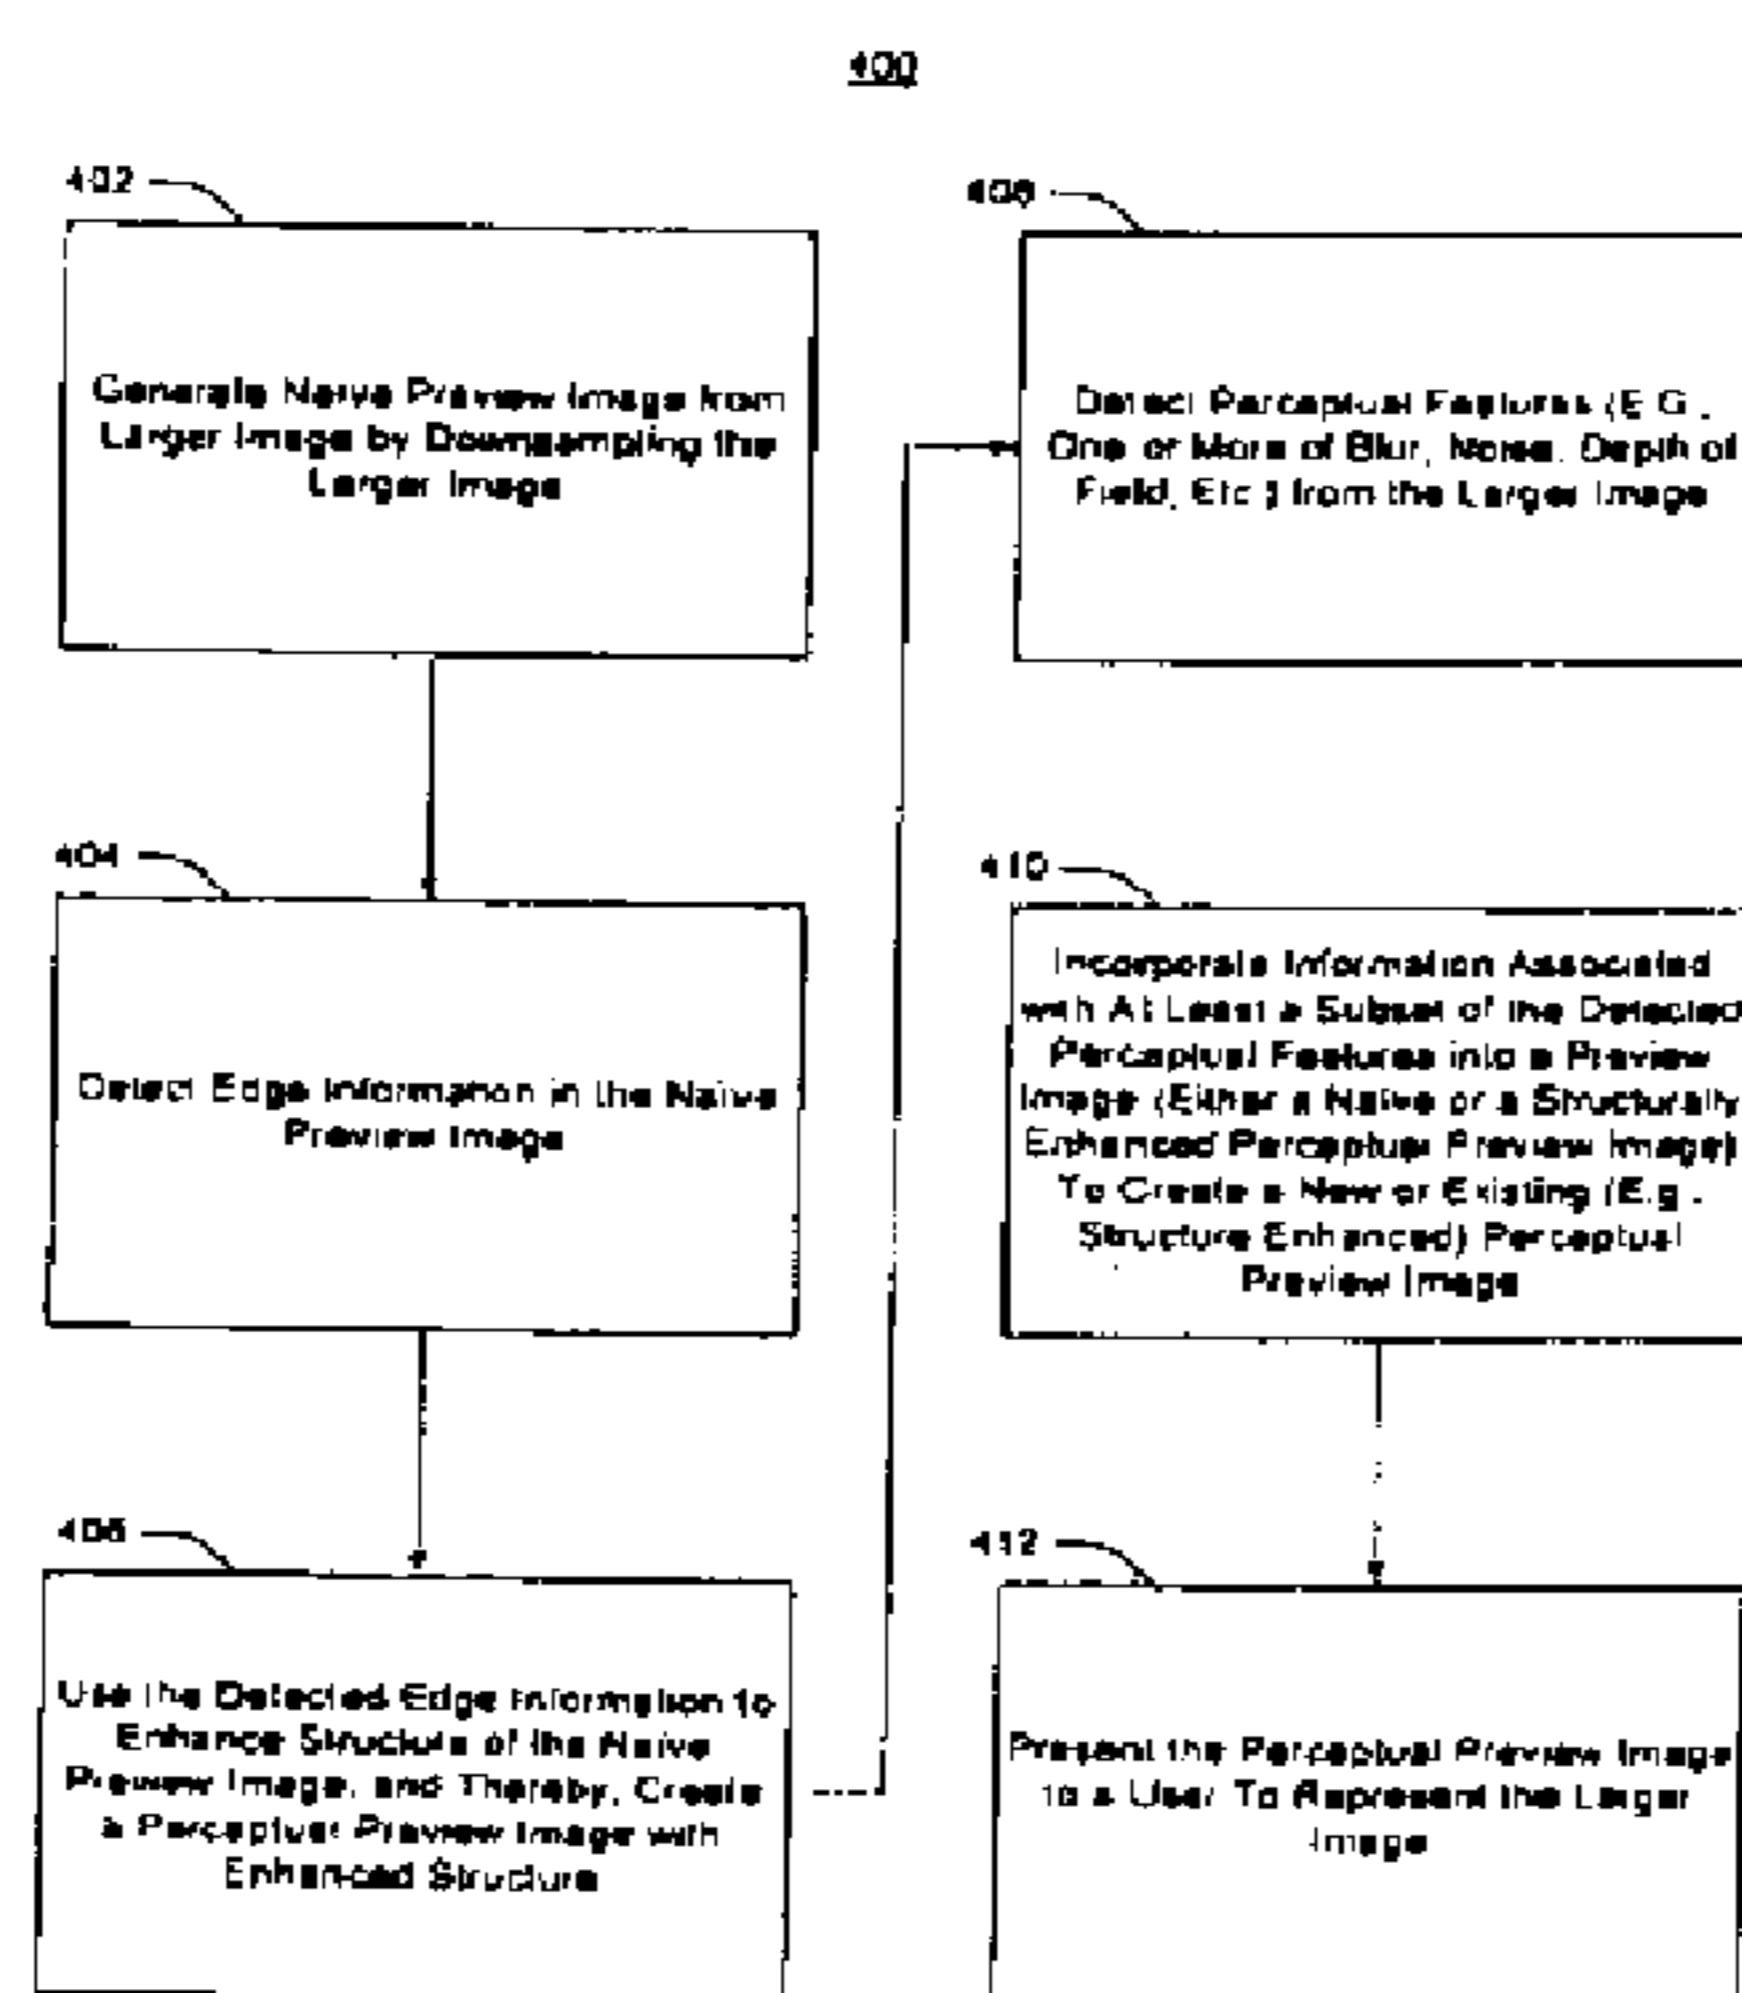 400
402
Generate Naive Preview Image from
Larger Image by Downsampling the
Larger Image
404
Detect Edge Information in the Naive
Preview Image
406
Use the Detected Edge Information to
Enhance Structure of the Naive
Preview Image, and Thereby, Create
a Perceptual Preview Image with
Enhanced Structure
408
Detect Perceptual Features (E.G.,
One or More of Blur, Noise, Depth of
Field, Etc.) from the Larger Image
410
Incorporate Information Associated
with At Least a Subset of the Detected
Perceptual Features into a Preview
Image (Either a Naive or a Structurally
Enhanced Perceptual Preview Image)
To Create a New or Existing (E.g.,
Structure Enhanced) Perceptual
Preview Image
412
Present the Perceptual Preview Image
to a User To Represent the Larger
Image